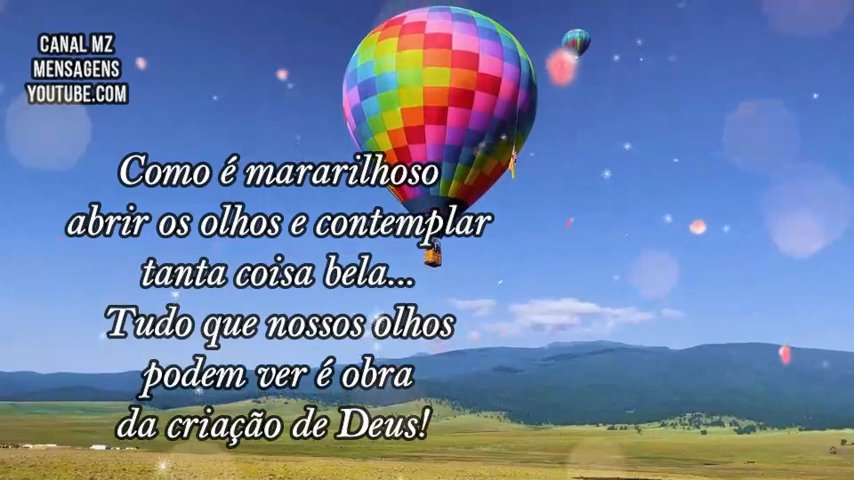 CANAL MZ
MENSAGENS
YOUTUBE.COM
Como é mararilhoso
abrir os olhos e contemplar
tanta coisa bela...
Tudo que nossos olhos
podem ver é obra
da criação de Deus!